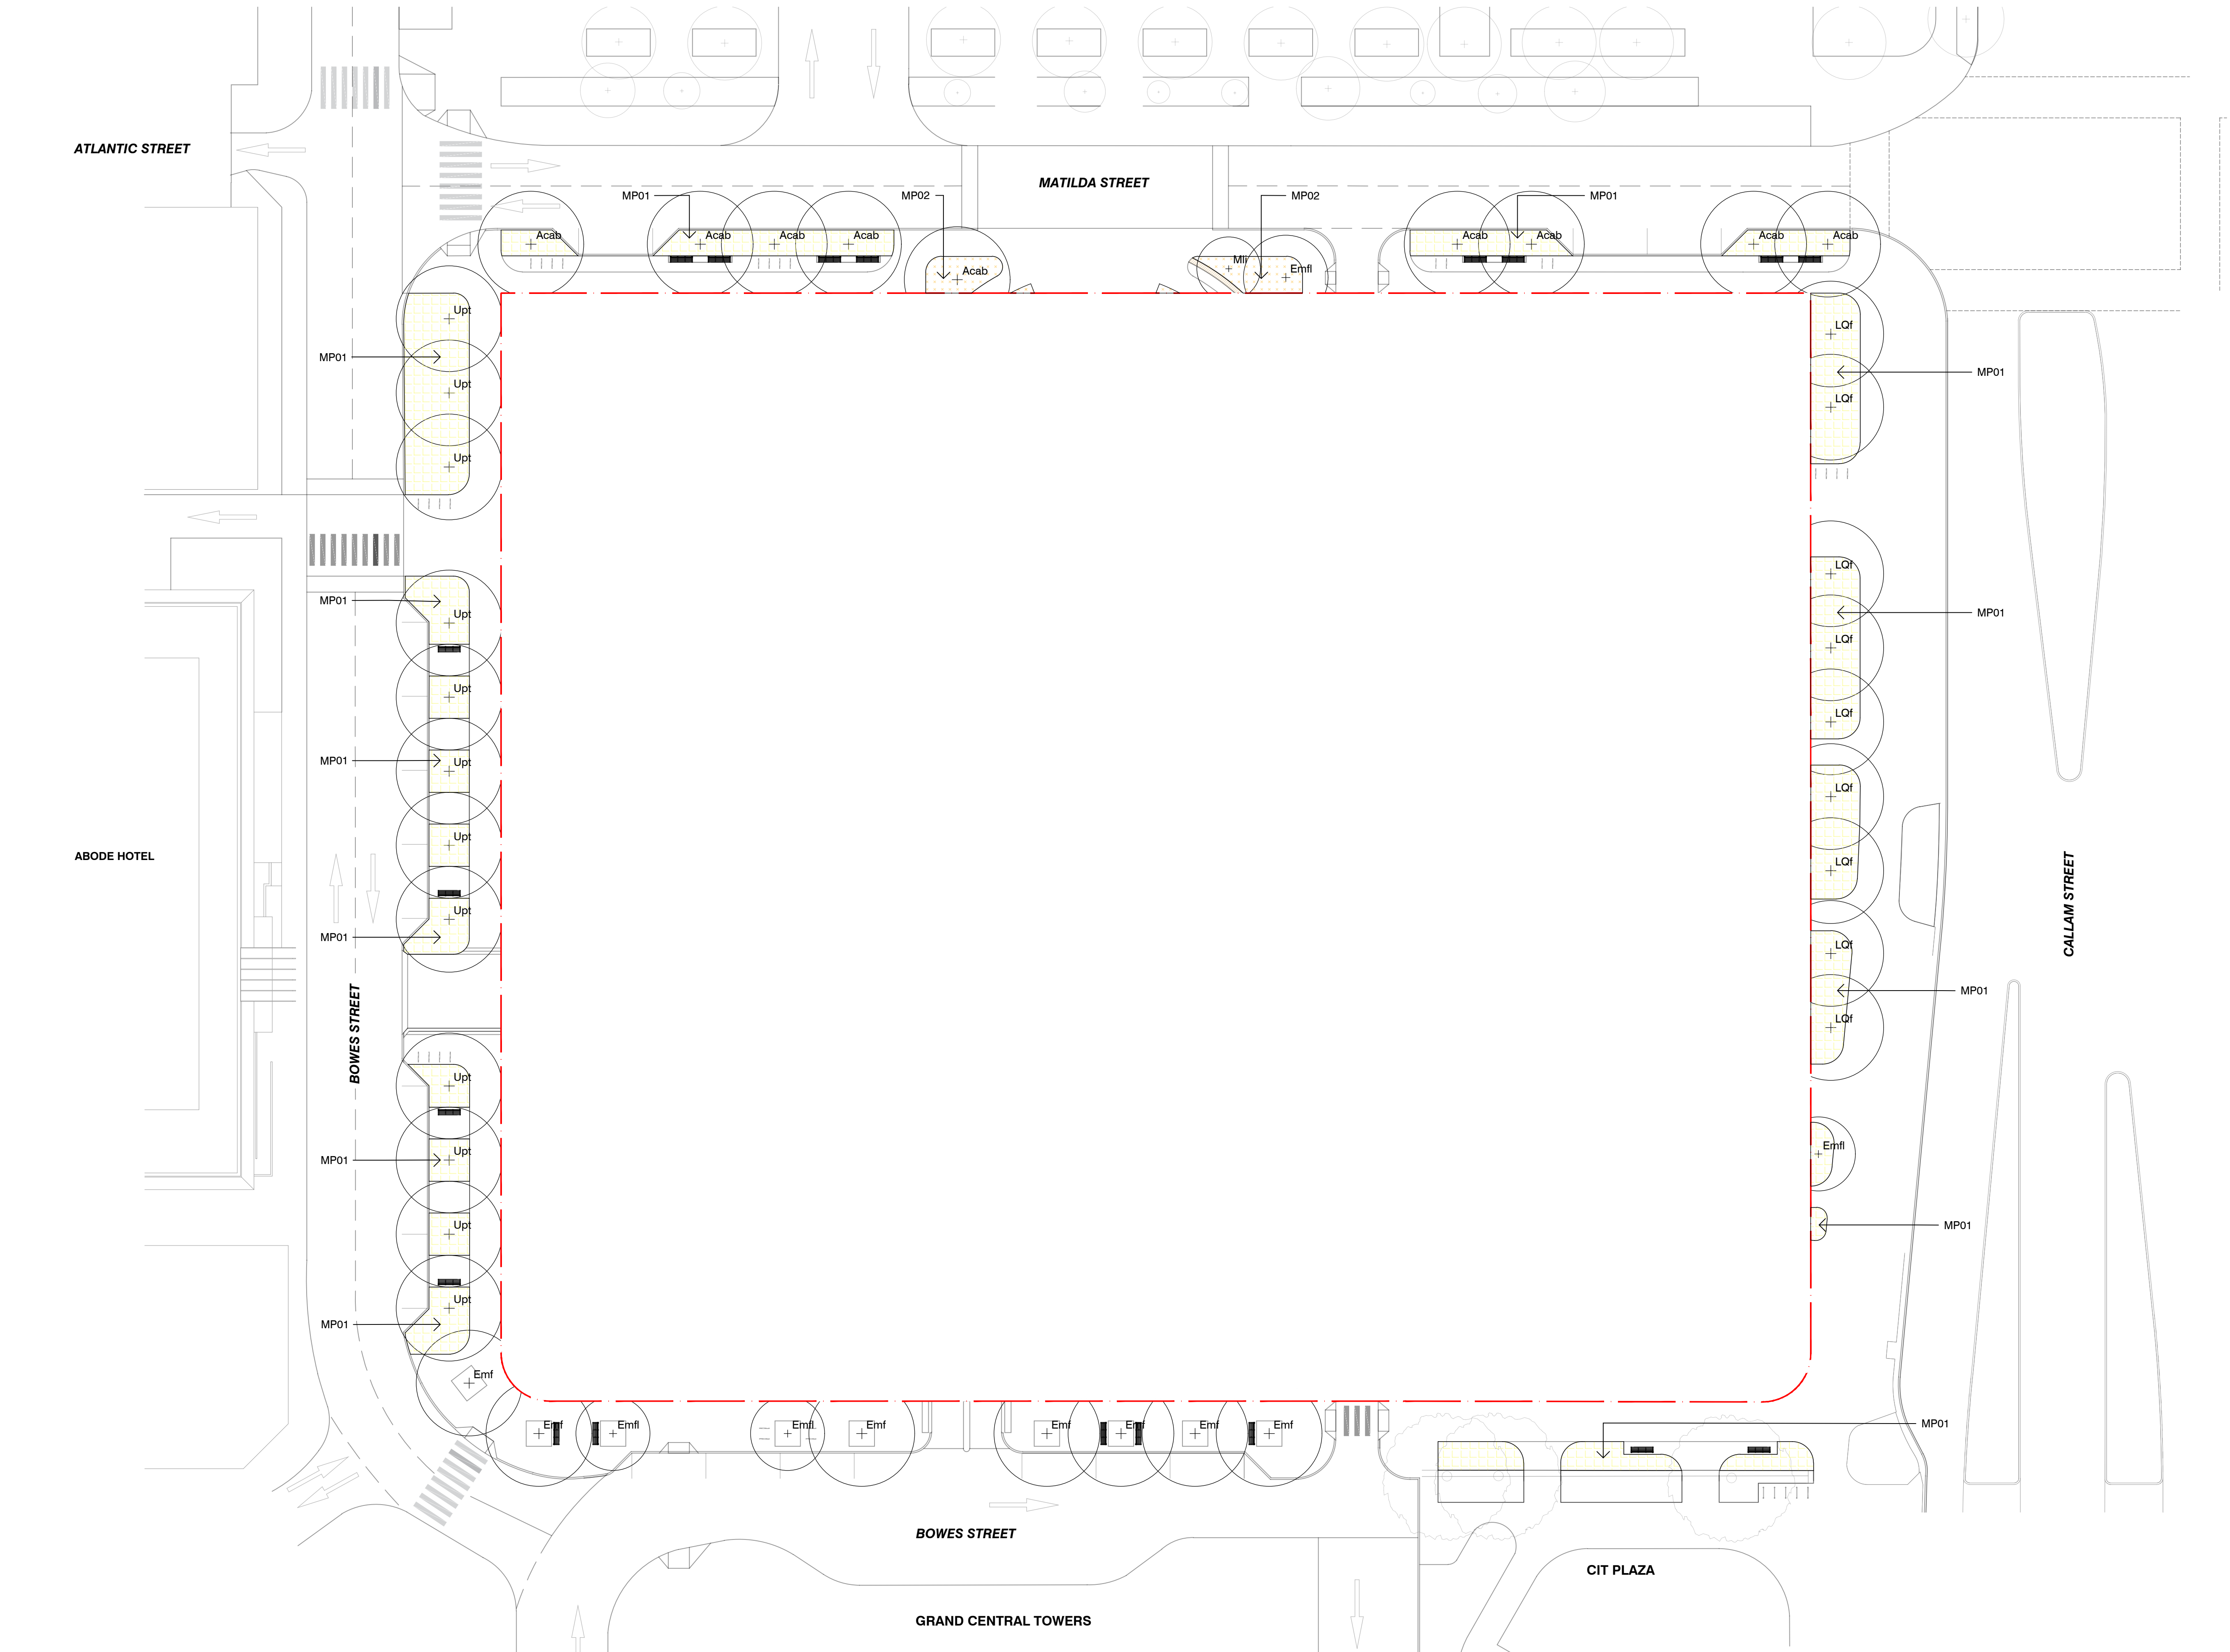 ATLANTIC STREET
MATILDA STREET
MP01
MP02
MP02
MP01
Acab
Acab
Acab
Acab
Acab
Acab
Acab
Acab
Mli
Emfl
Acab
Upt
LQf
MP01
MP01
Upt
LQf
Upt
LQf
MP01
Upt
MP01
LQf
Upt
LQf
MP01
Upt
LQf
Upt
LQf
ABODE HOTEL
CALLAM STREET
Upt
MP01
LQf
MP01
BOWES STREET
LQf
Upt
Emfl
MP01
Upt
MP01
Upt
Upt
MP01
Emf
Emf
Emfl
Emfl
Emf
Emf
Emf
Emf
Emf
MP01
BOWES STREET
CIT PLAZA
GRAND CENTRAL TOWERS